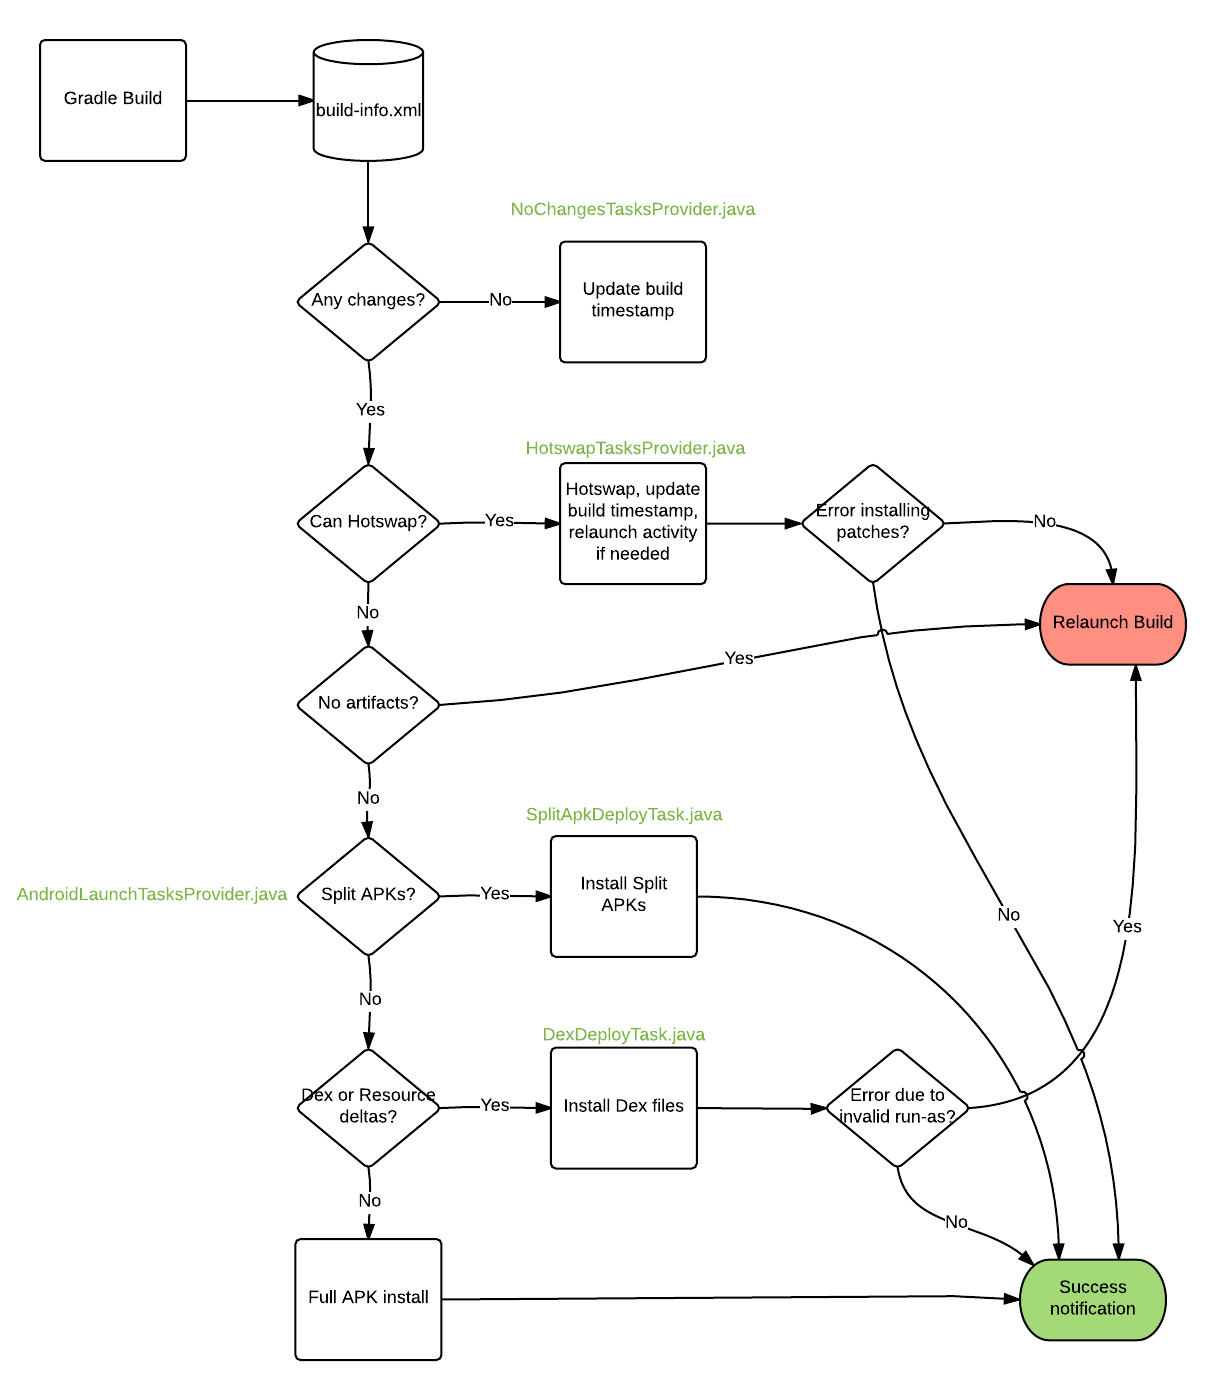 Gradle Build
build-info.xml
NoChangesTasksProvider.java
Any changes?
No
Update build
timestamp
Yes
HotswapTasksProvider.java
Can Hotswap?
Yes
Hotswap, update
build timestamp,
relaunch activity
if needed
Error installing
patches?
No
No
Relaunch Build
No artifacts?
Yes
No
SplitApkDeployTask.java
AndroidLaunchTasksProvider.java
Split APKs?
Yes
Install Split
APKs
No
Yes
No
DexDeployTask.java
Dex or Resource
deltas?
Yes
Install Dex files
Error due to
invalid run-as?
No
No
Full APK install
Success
notification